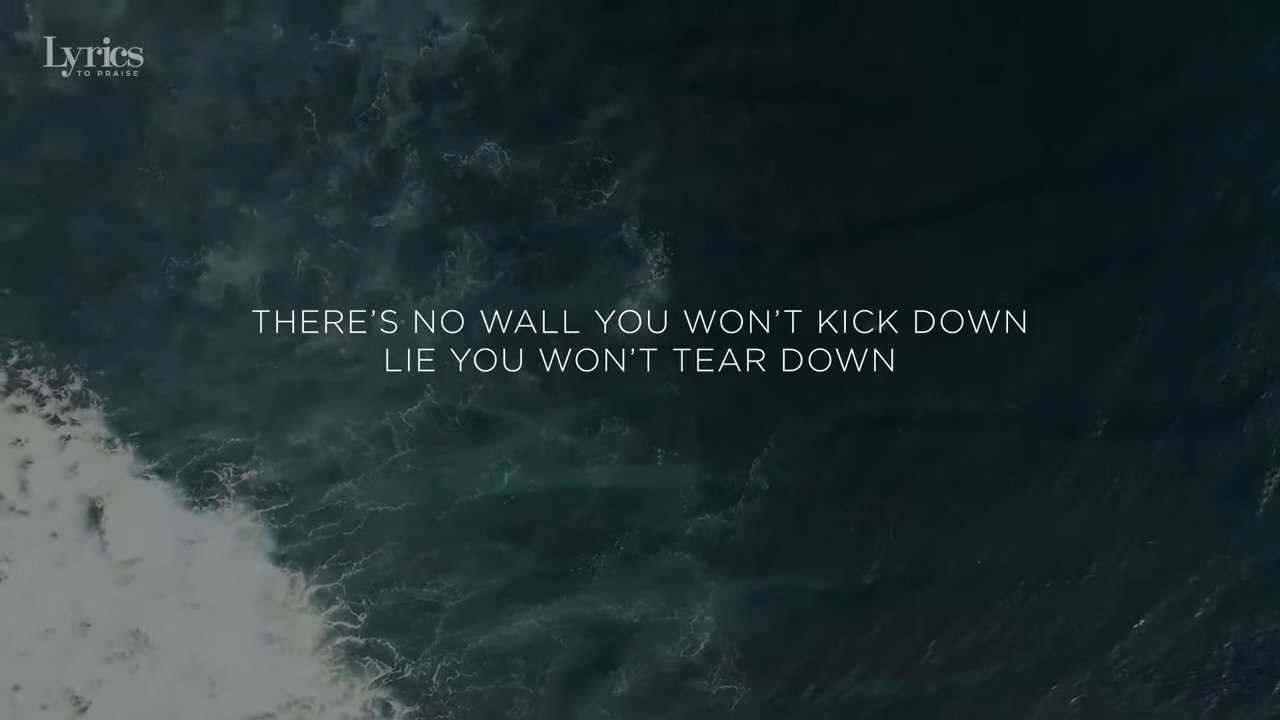 Lyrics
TO PRAISE
THERE'S NO WALL YOU WON'T KICK DOWN
LIE YOU WON'T TEAR DOWN